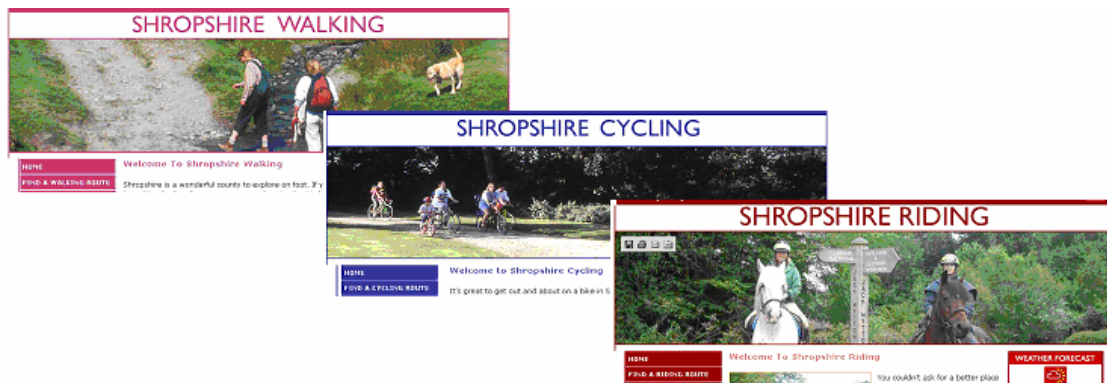 SHROPSHIRE WALKING
HOME
FIND A WALKING ROUTE
Welcome To Shropshire Walking
Shropshire is a wonderful county to explore on foot. If y
SHROPSHIRE CYCLING
HOME
FIND A CYCLING ROUTE
Welcome to Shropshire Cycling
It's great to get out and about on a bike in S
SHROPSHIRE RIDING
HOME
FIND A RIDING ROUTE
Welcome To Shropshire Riding
You couldn't ask for a better place
WEATHER FORECAST